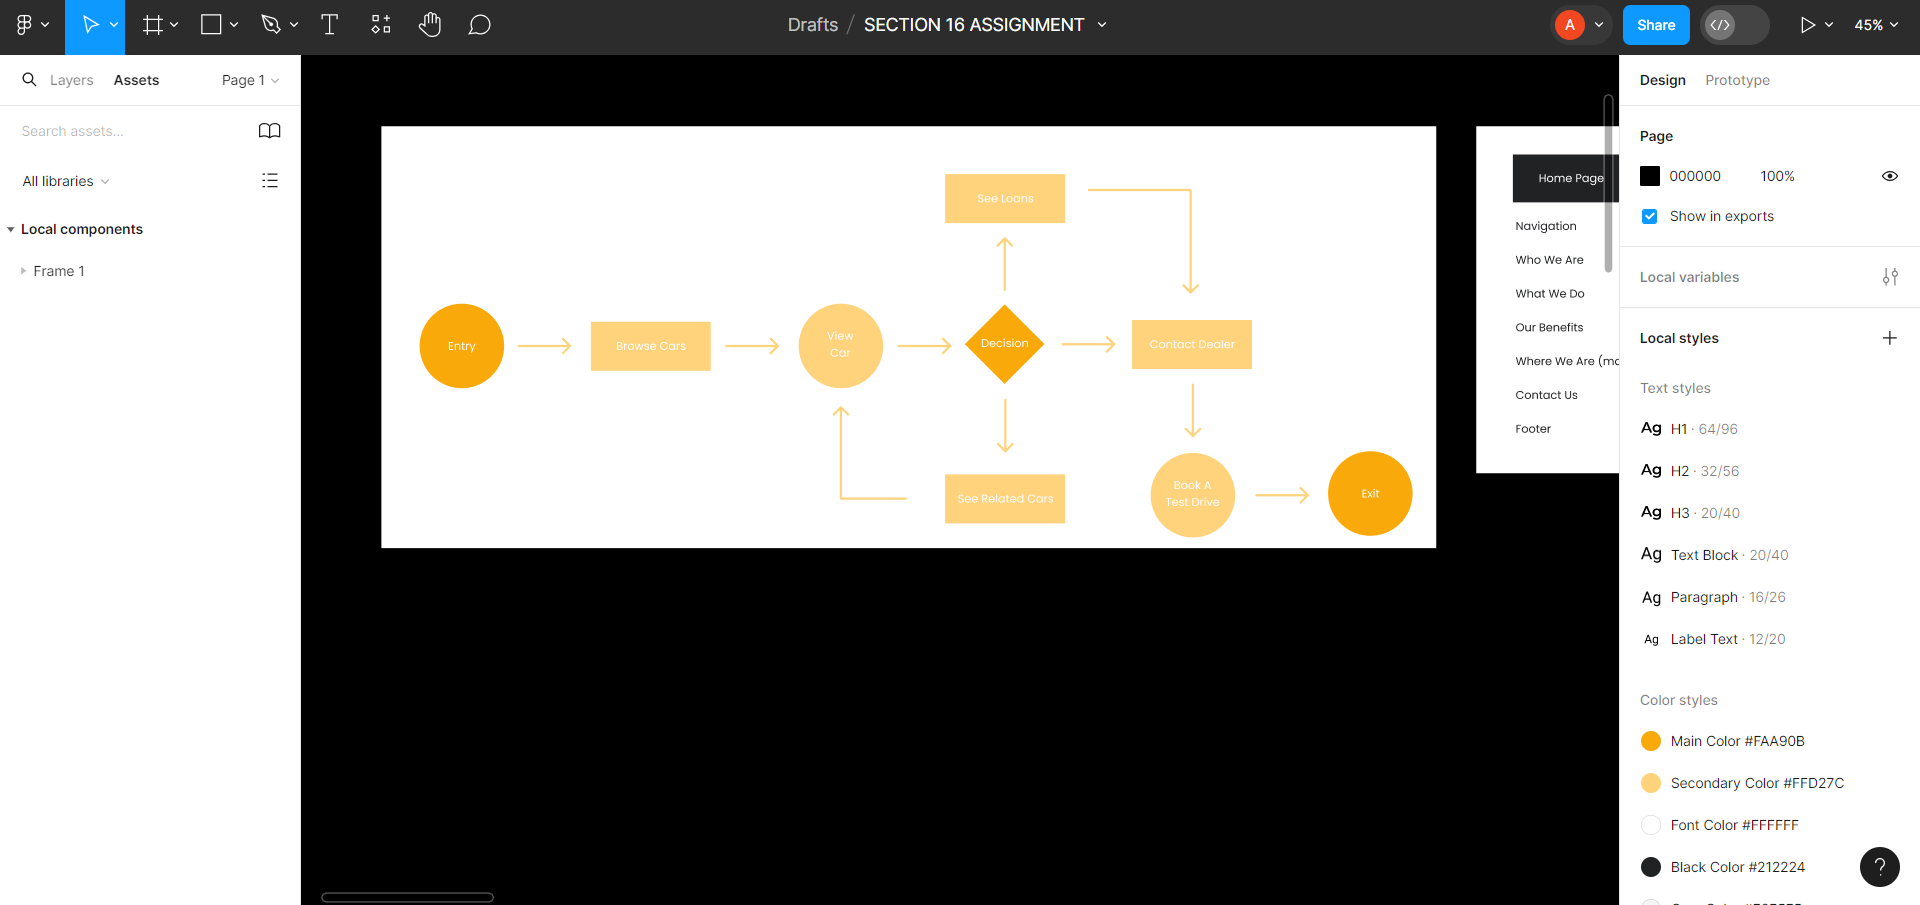 Drafts / SECTION 16 ASSIGNMENT
A
Share
45%
Layers
Assets
Page 1
Search assets...
All libraries
Local components
Frame 1
See Loans
Entry
Browse Cars
View
Car
Decision
Contact Dealer
See Related Cars
Book A
Test Drive
Exit
Home Page
Navigation
Who We Are
What We Do
Our Benefits
Where We Are
Contact Us
Footer
Design
Prototype
Page
000000
100%
Show in exports
Local variables
Local styles
Text styles
Ag H1 · 64/96
Ag H2 · 32/56
Ag H3 · 20/40
Ag Text Block · 20/40
Ag Paragraph · 16/26
Ag Label Text · 12/20
Color styles
Main Color #FAA90B
Secondary Color #FFD27C
Font Color #FFFFFF
Black Color #212224
?